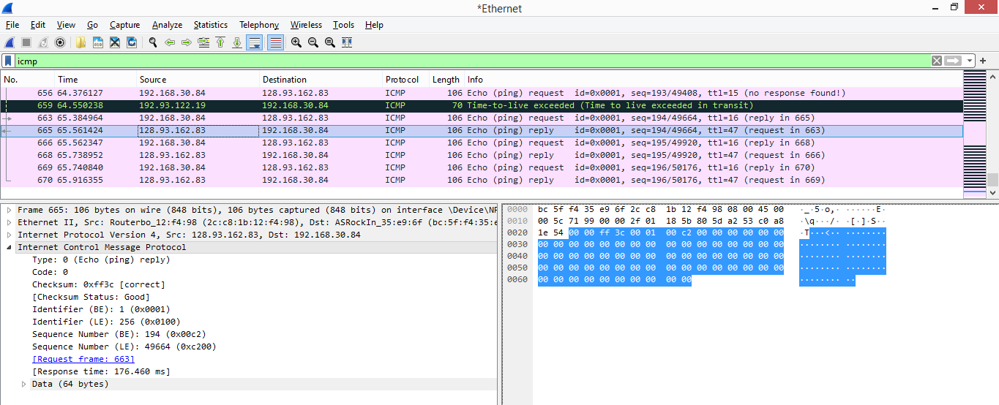 *Ethernet
File Edit View Go Capture Analyze Statistics Telephony Wireless Tools Help
icmp
No. Time Source Destination Protocol Length Info
656 64.376127 192.168.30.84 128.93.162.83 ICMP 106 Echo (ping) request id=0x0001, seq=193/49408, ttl=15 (no response found!)
659 64.550238 192.93.122.19 192.168.30.84 ICMP 70 Time-to-live exceeded (Time to live exceeded in transit)
663 65.384964 192.168.30.84 128.93.162.83 ICMP 106 Echo (ping) request id=0x0001, seq=194/49664, ttl=16 (reply in 665)
665 65.561424 128.93.162.83 192.168.30.84 ICMP 106 Echo (ping) reply id=0x0001, seq=194/49664, ttl=47 (request in 663)
666 65.562347 192.168.30.84 128.93.162.83 ICMP 106 Echo (ping) request id=0x0001, seq=195/49920, ttl=16 (reply in 668)
668 65.738952 128.93.162.83 192.168.30.84 ICMP 106 Echo (ping) reply id=0x0001, seq=195/49920, ttl=47 (request in 666)
669 65.740840 192.168.30.84 128.93.162.83 ICMP 106 Echo (ping) request id=0x0001, seq=196/50176, ttl=16 (reply in 670)
670 65.916355 128.93.162.83 192.168.30.84 ICMP 106 Echo (ping) reply id=0x0001, seq=196/50176, ttl=47 (request in 669)
Frame 665: 106 bytes on wire (848 bits), 106 bytes captured (848 bits) on interface \Device\NP
Ethernet II, Src: Routerbo_12:f4:98 (2c:c8:1b:12:f4:98), Dst: ASRockIn_35:e9:6f (bc:5f:f4:35:e
Internet Protocol Version 4, Src: 128.93.162.83, Dst: 192.168.30.84
Internet Control Message Protocol
Type: 0 (Echo (ping) reply)
Code: 0
Checksum: 0xff3c [correct]
[Checksum Status: Good]
Identifier (BE): 1 (0x0001)
Identifier (LE): 256 (0x0100)
Sequence Number (BE): 194 (0x00c2)
Sequence Number (LE): 49664 (0xc200)
[Request frame: 663]
[Response time: 176.460 ms]
Data (64 bytes)
0000 bc 5f f4 35 e9 6f 2c c8 1b 12 f4 98 08 00 45 00 ·_·5·o,· ······E·
0010 00 5c 71 99 00 00 2f 01 18 5b 80 5d a2 53 c0 a8 ·\q···/· ·[·]·S··
0020 1e 54 00 00 ff 3c 00 01 00 c2 00 00 00 00 00 00 ·T···<·· ········
0030 00 00 00 00 00 00 00 00 00 00 00 00 00 00 00 00 ········ ········
0040 00 00 00 00 00 00 00 00 00 00 00 00 00 00 00 00 ········ ········
0050 00 00 00 00 00 00 00 00 00 00 00 00 00 00 00 00 ········ ········
0060 00 00 00 00 00 00 00 00 00 00 ········ ··